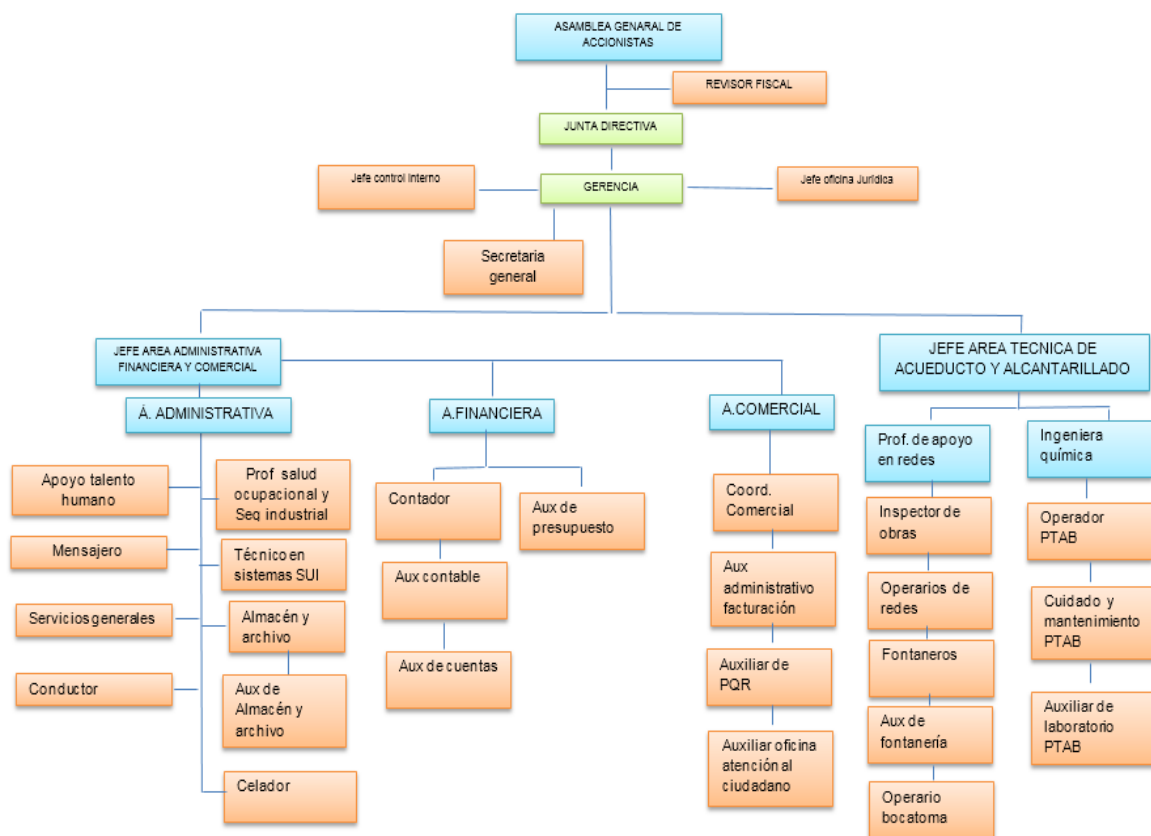 ASAMBLEA GENARAL DE
ACCIONISTAS
REVISOR FISCAL
JUNTA DIRECTIVA
Jefe control Interno
GERENCIA
Jefe oficina Jurídica
Secretaria
general
JEFE AREA ADMINISTRATIVA
FINANCIERA Y COMERCIAL
JEFE AREA TECNICA DE
ACUEDUCTO Y ALCANTARILLADO
Á. ADMINISTRATIVA
A.FINANCIERA
A.COMERCIAL
Apoyo talento
humano
Prof salud
ocupacional y
Seg industrial
Mensajero
Técnico en
sistemas SUI
Servicios generales
Almacén y
archivo
Conductor
Aux de
Almacén y
archivo
Celador
Contador
Aux de
presupuesto
Aux contable
Aux de cuentas
Coord.
Comercial
Aux
administrativo
facturación
Auxiliar de
PQR
Auxiliar oficina
atención al
ciudadano
Prof. de apoyo
en redes
Inspector de
obras
Operarios de
redes
Fontaneros
Aux de
fontanería
Operario
bocatoma
Ingeniera
química
Operador
PTAB
Cuidado y
mantenimiento
PTAB
Auxiliar de
laboratorio
PTAB